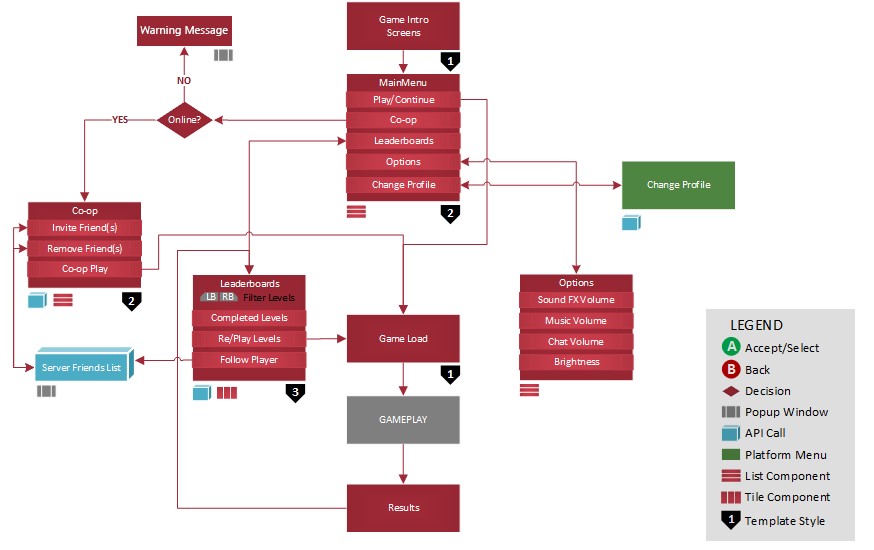 Warning Message
Game Intro
Screens
1
NO
MainMenu
Play/Continue
Co-op
Leaderboards
Options
Change Profile
2
YES
Online?
Change Profile
Co-op
Invite Friend(s)
Remove Friend(s)
Co-op Play
2
Leaderboards
LB RB Filter Levels
Completed Levels
Re/Play Levels
Follow Player
3
Server Friends List
Game Load
1
GAMEPLAY
Results
Options
Sound FX Volume
Music Volume
Chat Volume
Brightness
LEGEND
A Accept/Select
B Back
Decision
Popup Window
API Call
Platform Menu
List Component
Tile Component
1 Template Style